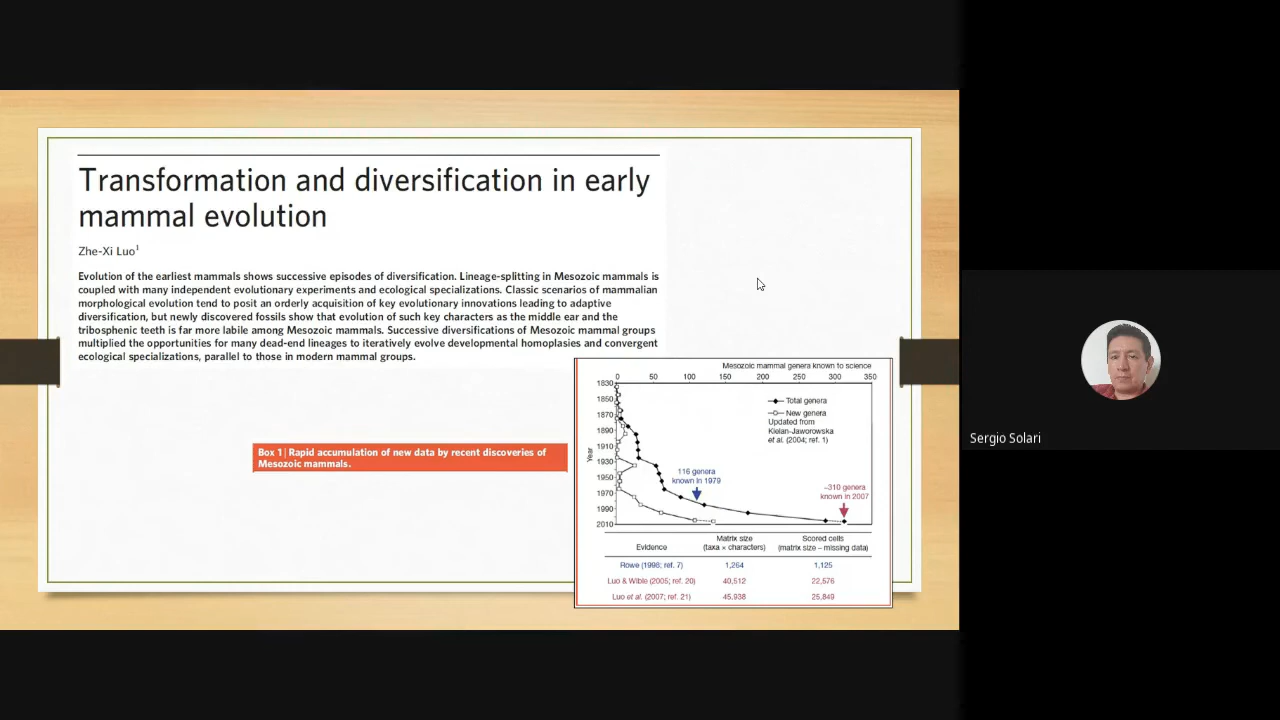 Transformation and diversification in early
mammal evolution
Zhe-Xi Luo1
Evolution of the earliest mammals shows successive episodes of diversification. Lineage-splitting in Mesozoic mammals is
coupled with many independent evolutionary experiments and ecological specializations. Classic scenarios of mammalian
morphological evolution tend to posit an orderly acquisition of key evolutionary innovations leading to adaptive
diversification, but newly discovered fossils show that evolution of such key characters as the middle ear and the
tribosphenic teeth is far more labile among Mesozoic mammals. Successive diversifications of Mesozoic mammal groups
multiplied the opportunities for many dead-end lineages to iteratively evolve developmental homoplasies and convergent
ecological specializations, parallel to those in modern mammal groups.
Box 1 | Rapid accumulation of new data by recent discoveries of
Mesozoic mammals.
Mesozoic mammal genera known to science
0 50 100 150 200 250 300 350
1830
1850
1870
1890
1910
1930
1950
1970
1990
2010
Year
Total genera
New genera
Updated from
Kielan-Jaworowska
et al. (2004; ref. 1)
116 genera
known in 1979
~310 genera
known in 2007
Evidence
Matrix size
(taxa × characters)
Scored cells
(matrix size – missing data)
Rowe (1998; ref. 7) 1,264 1,125
Luo & Wible (2005; ref. 20) 40,512 22,576
Luo et al. (2007; ref. 21) 45,938 25,849
Sergio Solari